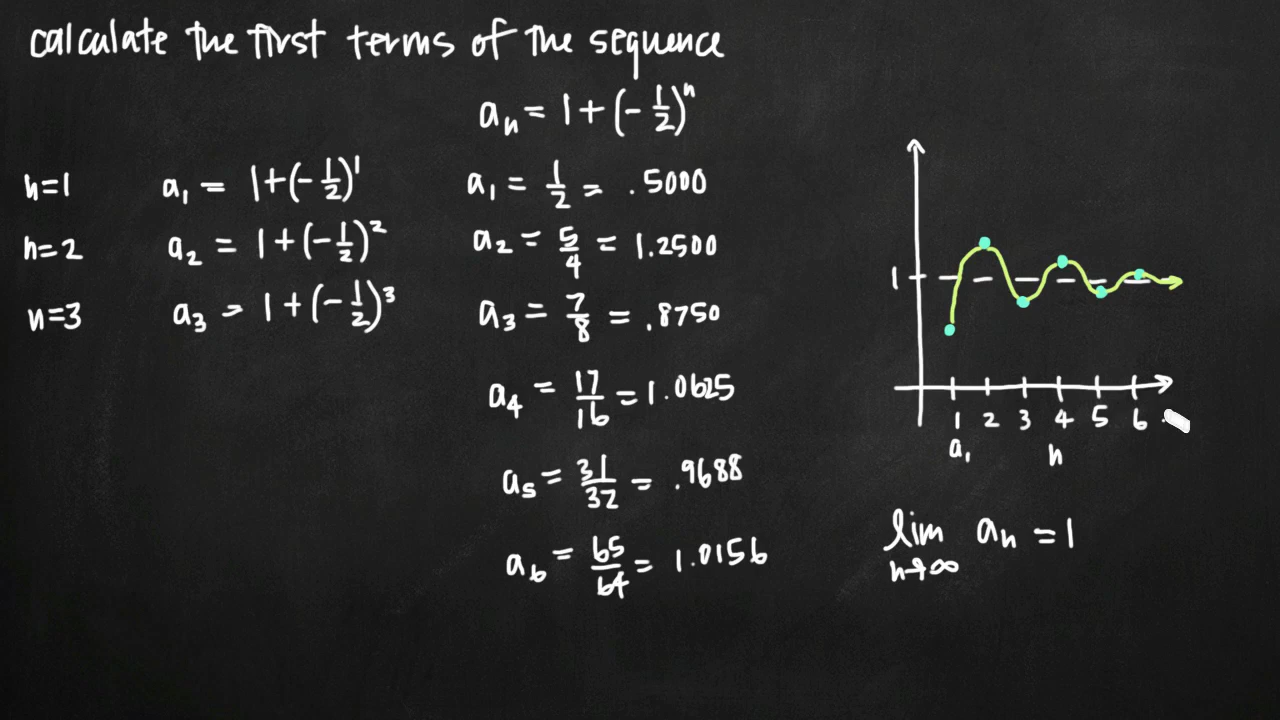 calculate the first terms of the sequence
aₙ = 1 + (-1/2)ⁿ
n=1 a₁ = 1+(-1/2)¹ a₁ = 1/2 = .5000
n=2 a₂ = 1+(-1/2)² a₂ = 5/4 = 1.2500
n=3 a₃ = 1+(-1/2)³ a₃ = 7/8 = .8750
a₄ = 17/16 = 1.0625
a₅ = 31/32 = .9688
a₆ = 65/64 = 1.0156
1
1 2 3 4 5 6
a₁ n
lim aₙ = 1
n→∞